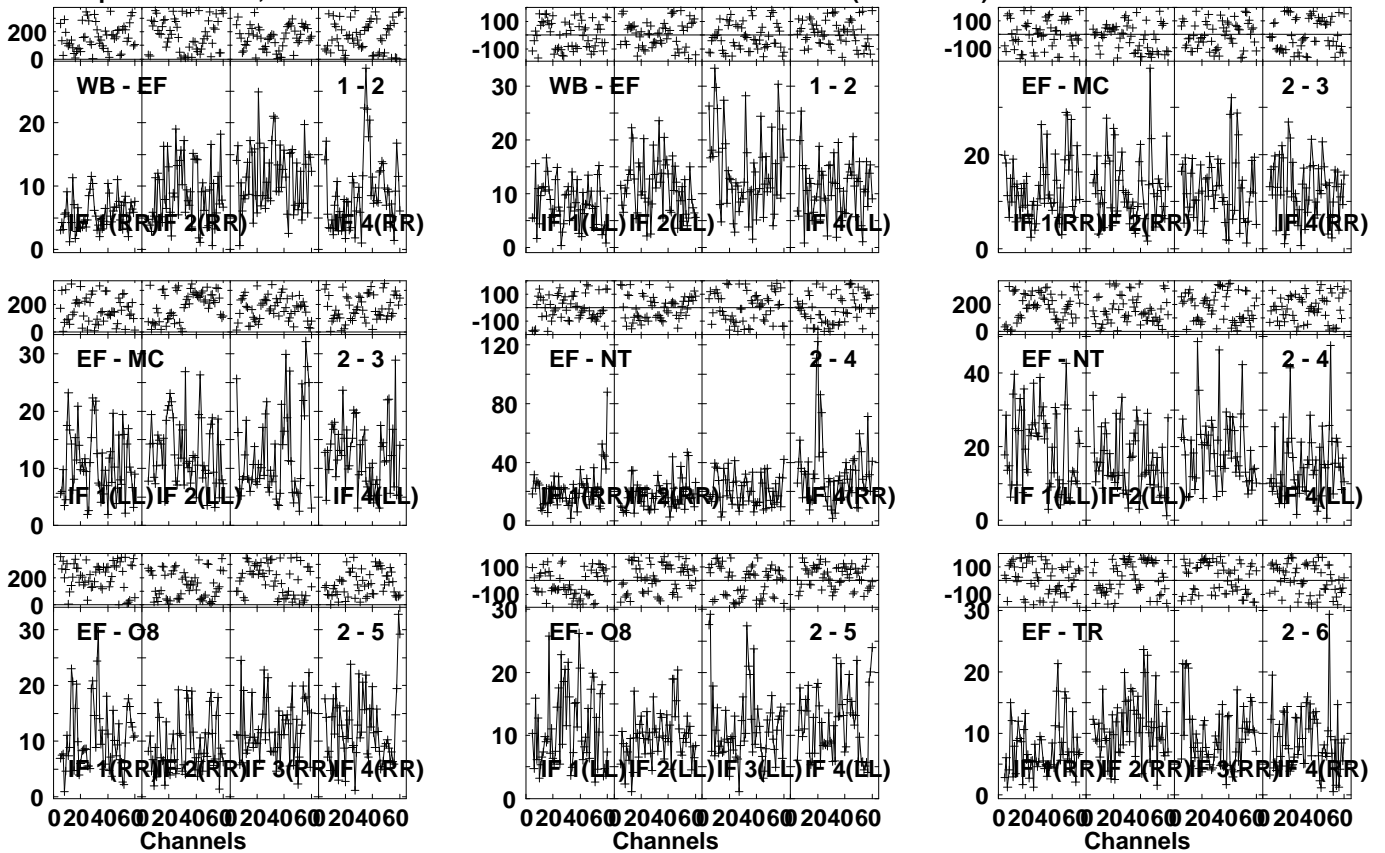 200
0
WB - EF 1 - 2
20
10
0
IF 1(RR) IF 2(RR) IF 4(RR)
100
-100
WB - EF 1 - 2
30
20
10
0
IF 1(LL) IF 2(LL) IF 4(LL)
100
-100
EF - MC 2 - 3
20
0
IF 1(RR) IF 2(RR) IF 4(RR)
200
0
EF - MC 2 - 3
30
20
10
0
IF 1(LL) IF 2(LL) IF 4(LL)
100
-100
EF - NT 2 - 4
120
80
40
0
IF 1(RR) IF 2(RR) IF 4(RR)
200
0
EF - NT 2 - 4
40
20
0
IF 1(LL) IF 2(LL) IF 4(LL)
200
0
EF - O8 2 - 5
30
20
10
0
IF 1(RR) IF 2(RR) IF 3(RR) IF 4(RR)
0 20 40 60 0 20 40 60 0 20 40 60 0 20 40 60
Channels
100
-100
EF - O8 2 - 5
30
20
10
0
IF 1(LL) IF 2(LL) IF 3(LL) IF 4(LL)
0 20 40 60 0 20 40 60 0 20 40 60 0 20 40 60
Channels
100
-100
EF - TR 2 - 6
30
20
10
0
IF 1(RR) IF 2(RR) IF 3(RR) IF 4(RR)
0 20 40 60 0 20 40 60 0 20 40 60 0 20 40 60
Channels